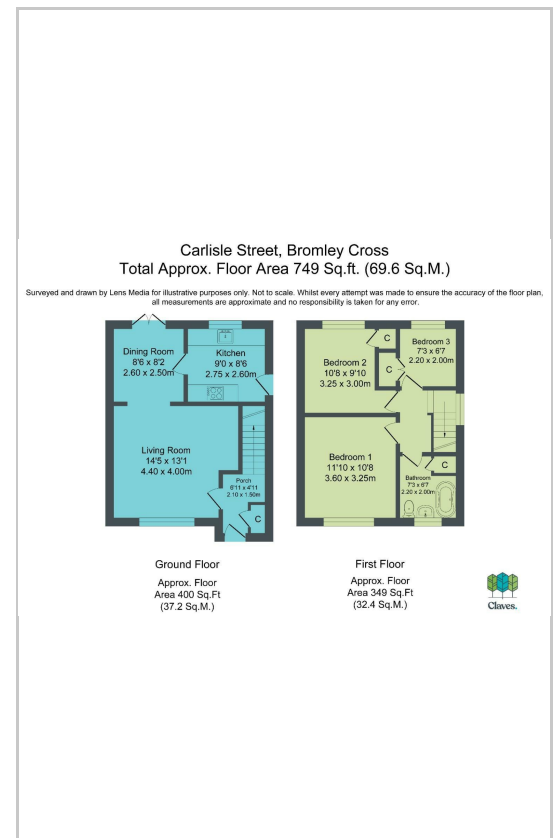 Carlisle Street, Bromley Cross
Total Approx. Floor Area 749 Sq.ft. (69.6 Sq.M.)
Surveyed and drawn by Lens Media for illustrative purposes only. Not to scale. Whilst every attempt was made to ensure the accuracy of the floor plan,
all measurements are approximate and no responsibility is taken for any error.
Dining Room
8'6 x 8'2
2.60 x 2.50m
Kitchen
9'0 x 8'6
2.75 x 2.60m
Living Room
14'5 x 13'1
4.40 x 4.00m
Porch
6'11 x 4'11
2.10 x 1.50m
C
Bedroom 2
10'8 x 9'10
3.25 x 3.00m
C
C
Bedroom 3
7'3 x 6'7
2.20 x 2.00m
Bedroom 1
11'10 x 10'8
3.60 x 3.25m
C
Bathroom
7'3 x 6'7
2.20 x 2.00m
Ground Floor
Approx. Floor
Area 400 Sq.Ft
(37.2 Sq.M.)
First Floor
Approx. Floor
Area 349 Sq.Ft
(32.4 Sq.M.)
Claves.